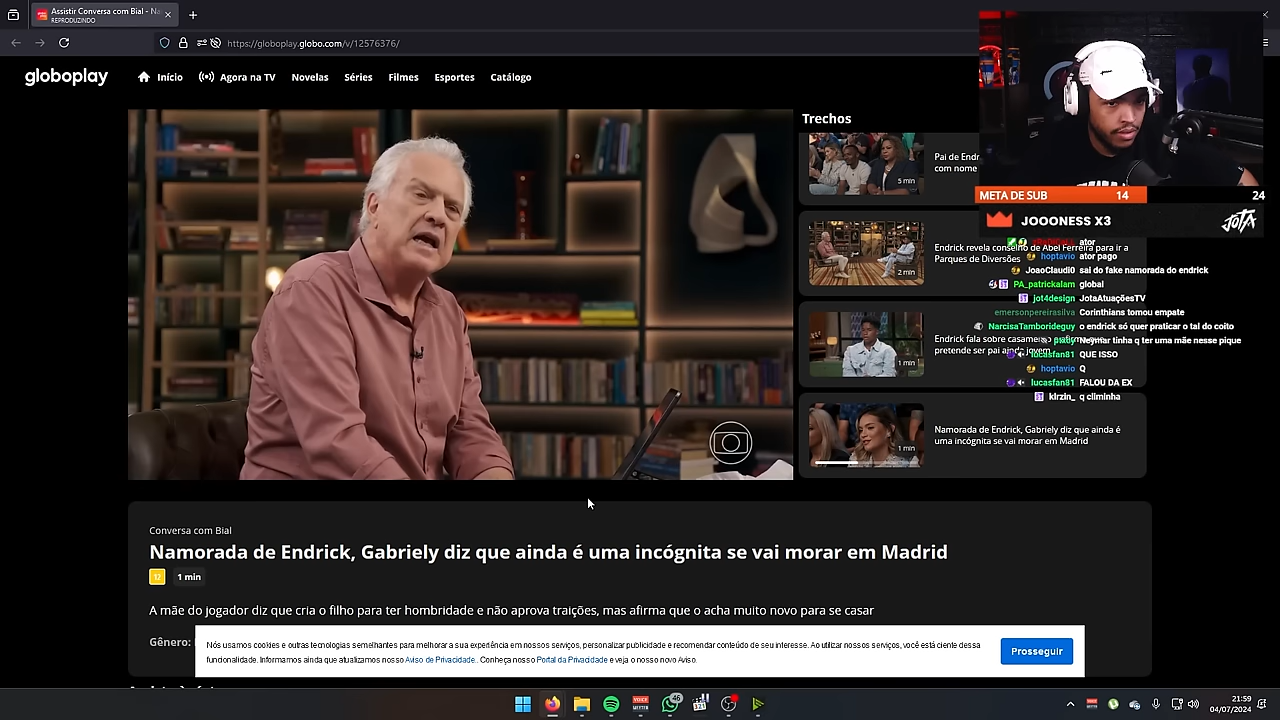 Assistir Conversa com Bial - Na
REPRODUZINDO
https://globoplay.globo.com/v/12576376/
globoplay
Início
Agora na TV
Novelas
Séries
Filmes
Esportes
Catálogo
Trechos
Pai de Endr
com nome
5 min
Endrick revela conselho de Abel Ferreira para ir a
Parques de Diversões
2 min
Endrick fala sobre casamento
pretende ser pai ainda jovem
1 min
Namorada de Endrick, Gabriely diz que ainda é
uma incógnita se vai morar em Madrid
1 min
META DE SUB 14 24
JOOONESS X3
JOTA
ator
hoptavio ator pago
JoaoClaudi0 sai do fake namorada do endrick
PA_patrickalam global
jot4design JotaAtuaçõesTV
emersonpereirasilva Corinthians tomou empate
NarcisaTamborideguy o endrick só quer praticar o tal do coito
Neymar tinha q ter uma mãe nesse pique
lucasfan81 QUE ISSO
hoptavio Q
lucasfan81 FALOU DA EX
klrzin_ q climinha
Conversa com Bial
Namorada de Endrick, Gabriely diz que ainda é uma incógnita se vai morar em Madrid
12
1 min
A mãe do jogador diz que cria o filho para ter hombridade e não aprova traições, mas afirma que o acha muito novo para se casar
Gênero:
Nós usamos cookies e outras tecnologias semelhantes para melhorar a sua experiência em nossos serviços, personalizar publicidade e recomendar conteúdo de seu interesse. Ao utilizar nossos serviços, você está ciente dessa
funcionalidade. Informamos ainda que atualizamos nosso Aviso de Privacidade. Conheça nosso Portal da Privacidade e veja o nosso novo Aviso.
Prosseguir
VOICE
MEETER
46
21:59
04/07/2024